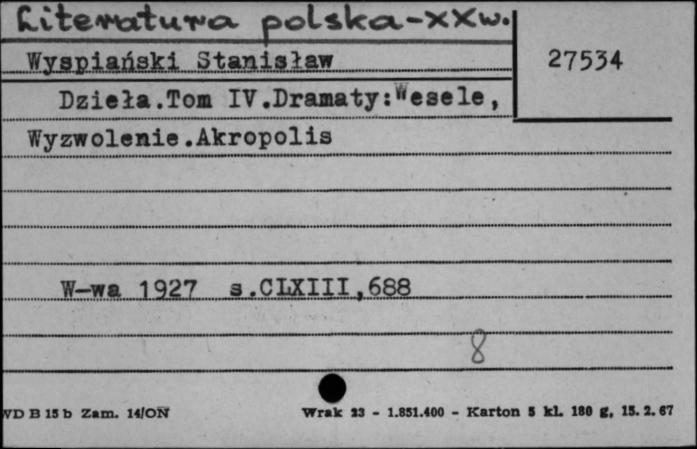 Literatura polska-XXw.
Wyspiański Stanisław
27534
Dzieła.Tom IV.Dramaty:Wesele,
Wyzwolenie.Akropolis
W-wa 1927 s.CLXIII,688
8
WD B 15 b Zam. 14/ON Wrak 23 - 1.851.400 - Karton 5 kl. 180 g, 15. 2. 67